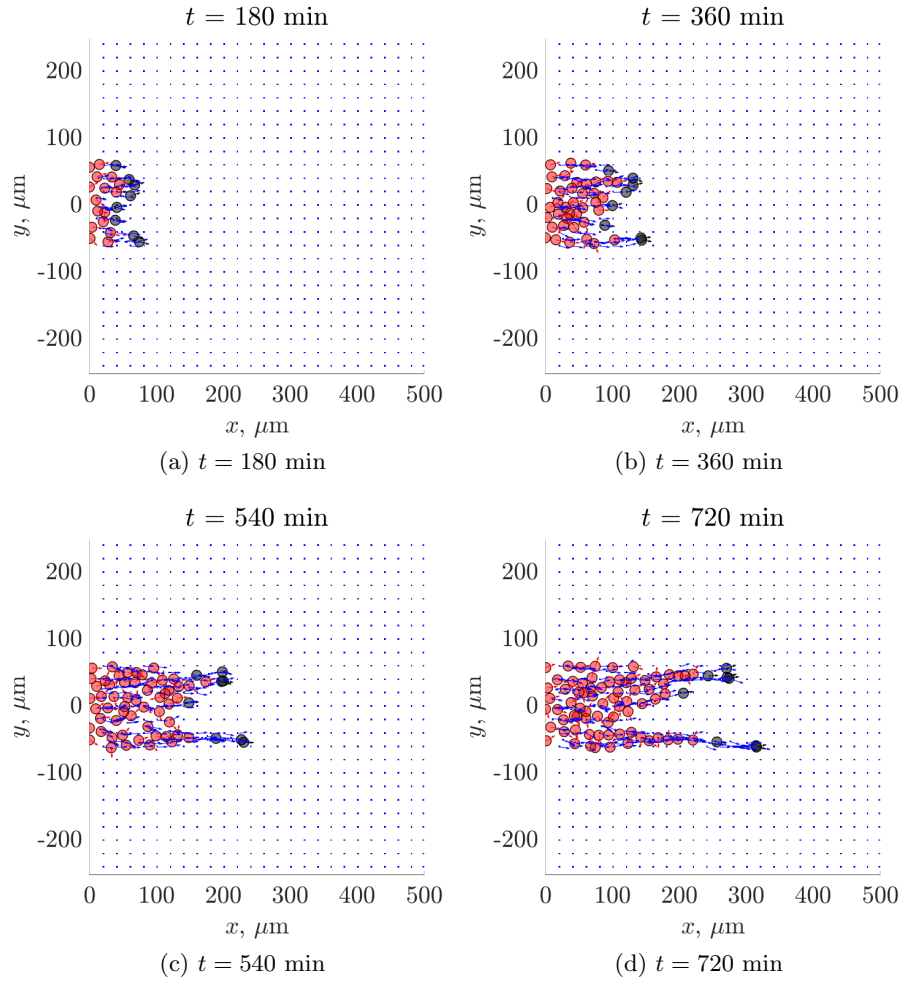 t = 180 min
t = 360 min
200
100
0
-100
-200
y, μm
0 100 200 300 400 500
x, μm
200
100
0
-100
-200
y, μm
0 100 200 300 400 500
x, μm
(a) t = 180 min
(b) t = 360 min
t = 540 min
t = 720 min
200
100
0
-100
-200
y, μm
0 100 200 300 400 500
x, μm
200
100
0
-100
-200
y, μm
0 100 200 300 400 500
x, μm
(c) t = 540 min
(d) t = 720 min